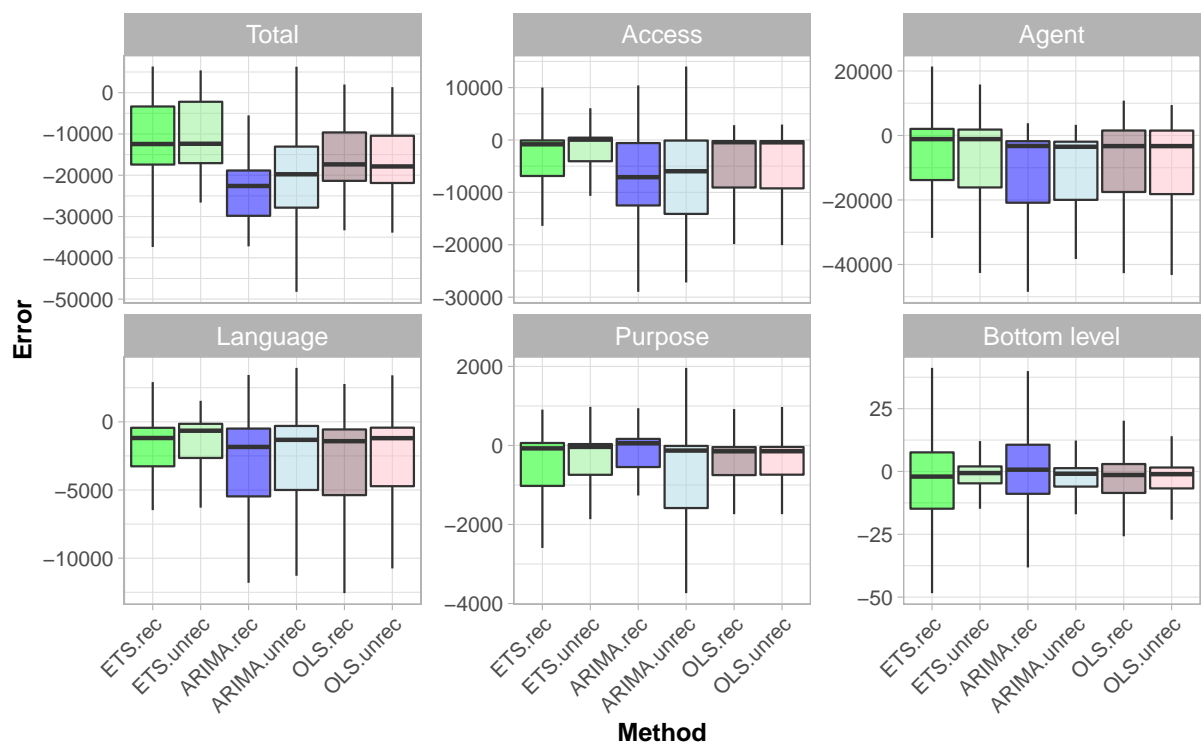 Total
Access
Agent
0
−10000
−20000
−30000
−40000
−50000
10000
0
−10000
−20000
−30000
20000
0
−20000
−40000
Error
Language
Purpose
Bottom level
0
−5000
−10000
2000
0
−2000
−4000
25
0
−25
−50
ETS.rec
ETS.unrec
ARIMA.rec
ARIMA.unrec
OLS.rec
OLS.unrec
ETS.rec
ETS.unrec
ARIMA.rec
ARIMA.unrec
OLS.rec
OLS.unrec
ETS.rec
ETS.unrec
ARIMA.rec
ARIMA.unrec
OLS.rec
OLS.unrec
Method